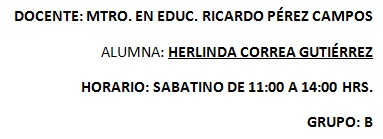 DOCENTE: MTRO. EN EDUC. RICARDO PÉREZ CAMPOS
ALUMNA: HERLINDA CORREA GUTIÉRREZ
HORARIO: SABATINO DE 11:00 A 14:00 HRS.
GRUPO: B